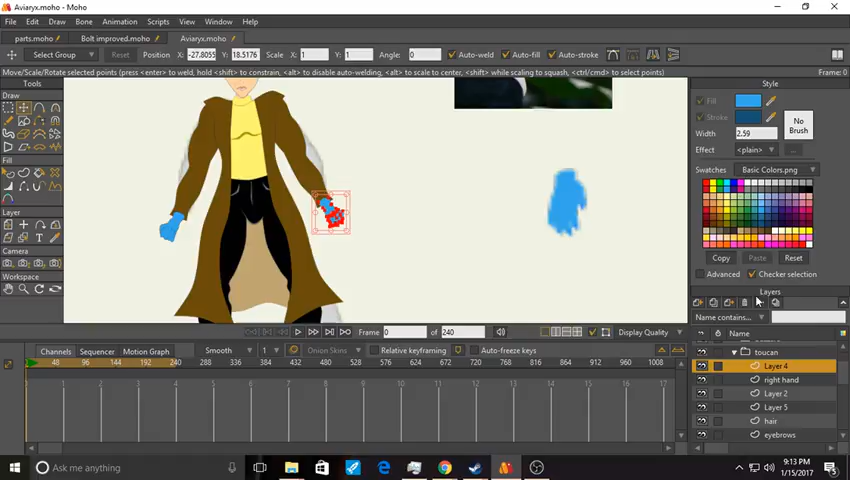 Aviaryx.moho - Moho
File Edit Draw Bone Animation Scripts View Window Help
parts.moho Bolt improved.moho Aviaryx.moho
Select Group Reset Position X -27.8055 Y 18.5176 Scale X 1 Y 1 Angle: 0 Auto-weld Auto-fill Auto-stroke
Move/Scale/Rotate selected points (press <enter> to weld, hold <shift> to constrain, <alt> to disable auto-welding, <alt> to scale to center, <shift> while scaling to squash, <ctrl/cmd> to select points) Frame: 0
Tools
Draw
Fill
Layer
Camera
Workspace
Style
Fill
Stroke
No Brush
Width 2.59
Effect <plain>
Swatches Basic Colors.png
Copy Paste Reset
Advanced Checker selection
Layers
Name contains...
Name
toucan
Layer 4
right hand
Layer 2
Layer 5
hair
eyebrows
Frame 0 of 240 Display Quality
Channels Sequencer Motion Graph Smooth 1 Onion Skins Relative keyframing Auto-freeze keys
48 96 144 192 240 288 336 384 432 480 528 576 624 672 720 768 816 864 912 960 1008
1 2 3 4 5 6 7 8 9 10 11 12 13 14 15 16 17
Ask me anything
9:13 PM
1/15/2017